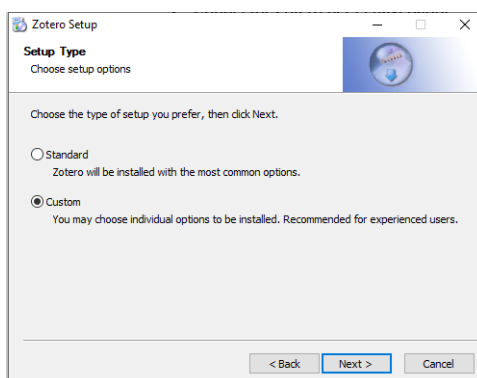 Zotero Setup
Setup Type
Choose setup options
Choose the type of setup you prefer, then click Next.
Standard
Zotero will be installed with the most common options.
Custom
You may choose individual options to be installed. Recommended for experienced users.
< Back Next > Cancel